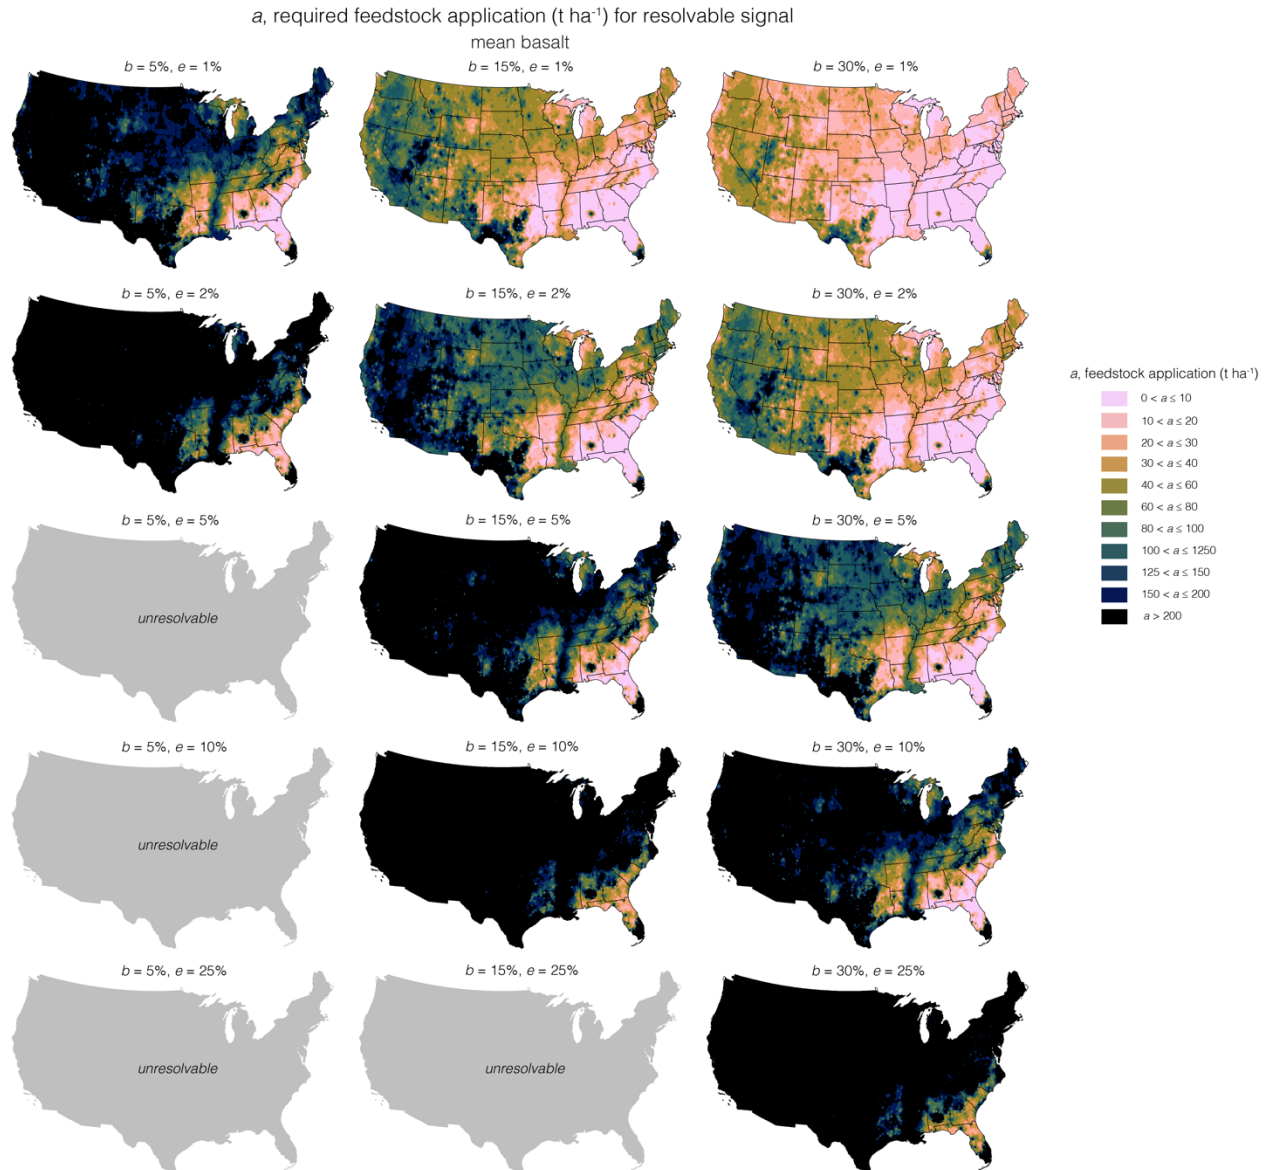 a, required feedstock application (t ha⁻¹) for resolvable signal
mean basalt
b = 5%, e = 1%
b = 15%, e = 1%
b = 30%, e = 1%
b = 5%, e = 2%
b = 15%, e = 2%
b = 30%, e = 2%
b = 5%, e = 5%
b = 15%, e = 5%
b = 30%, e = 5%
unresolvable
b = 5%, e = 10%
b = 15%, e = 10%
b = 30%, e = 10%
unresolvable
b = 5%, e = 25%
b = 15%, e = 25%
b = 30%, e = 25%
unresolvable
unresolvable
a, feedstock application (t ha⁻¹)
0 < a ≤ 10
10 < a ≤ 20
20 < a ≤ 30
30 < a ≤ 40
40 < a ≤ 60
60 < a ≤ 80
80 < a ≤ 100
100 < a ≤ 1250
125 < a ≤ 150
150 < a ≤ 200
a > 200